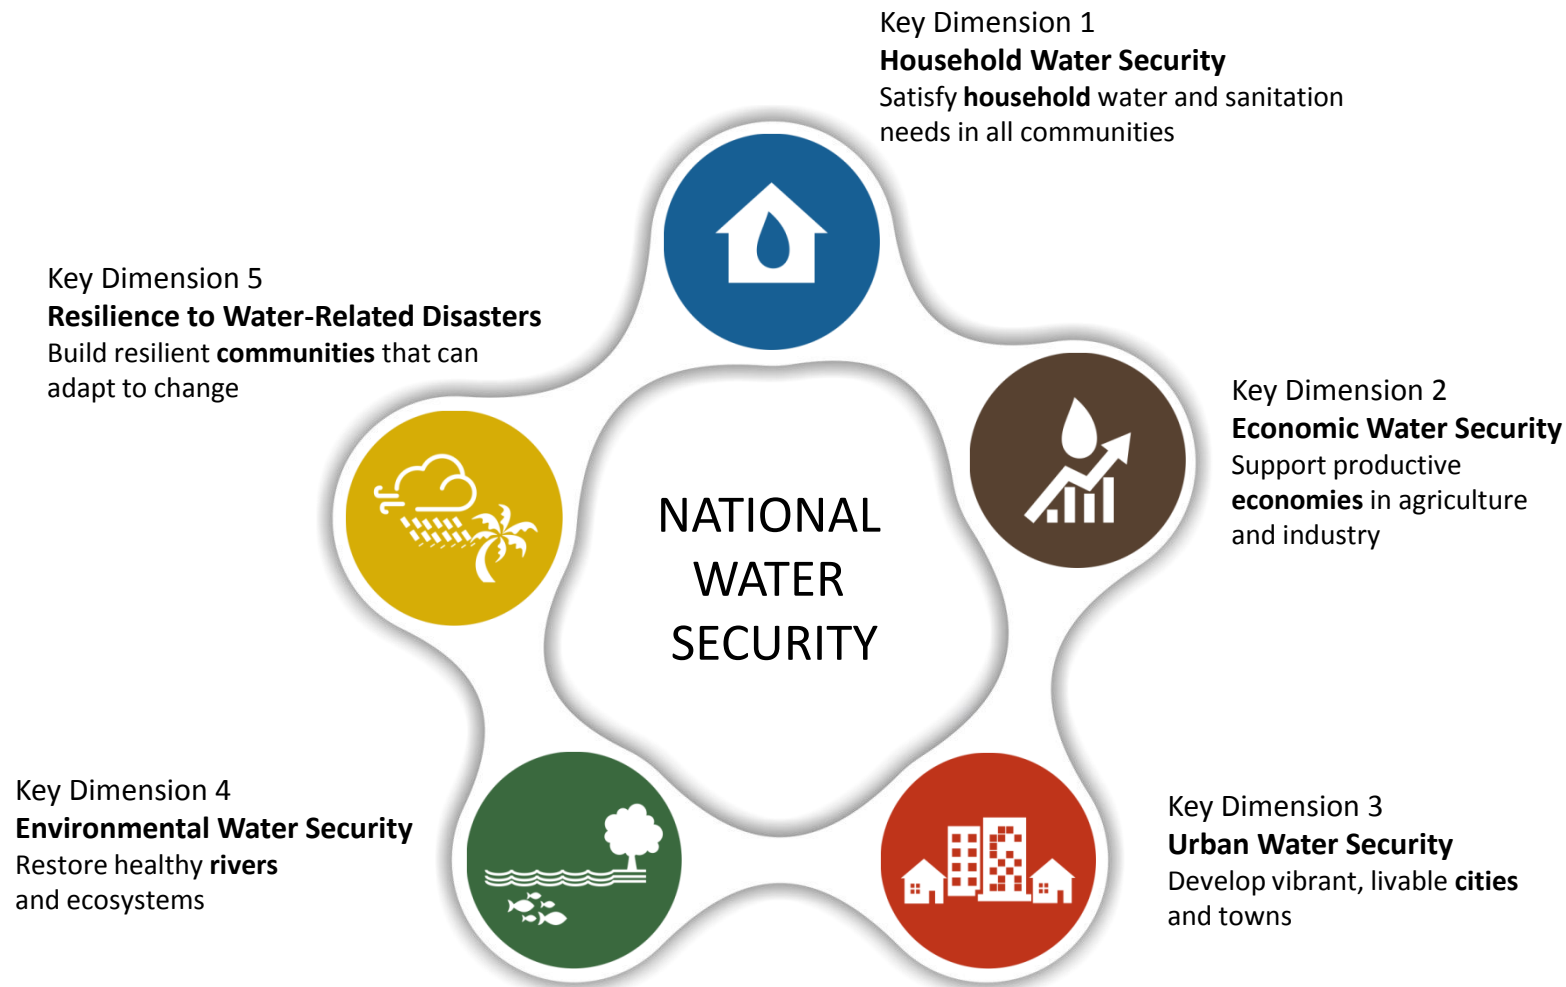 Key Dimension 1
Household Water Security
Satisfy household water and sanitation
needs in all communities
Key Dimension 5
Resilience to Water-Related Disasters
Build resilient communities that can
adapt to change
Key Dimension 2
Economic Water Security
Support productive
economies in agriculture
and industry
NATIONAL
WATER
SECURITY
Key Dimension 4
Environmental Water Security
Restore healthy rivers
and ecosystems
Key Dimension 3
Urban Water Security
Develop vibrant, livable cities
and towns